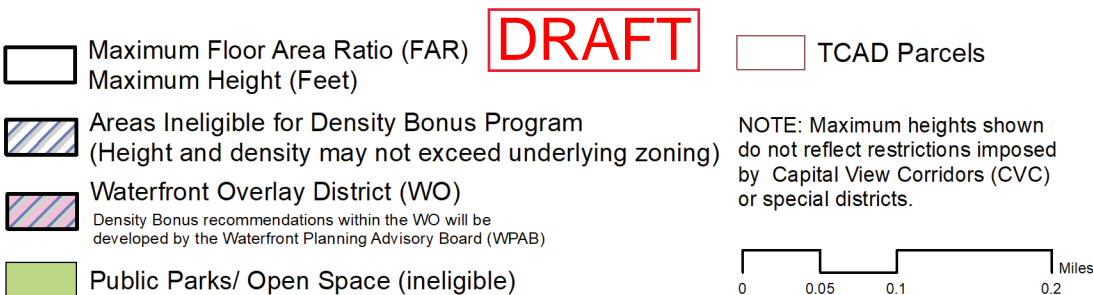 DRAFT
Maximum Floor Area Ratio (FAR)
Maximum Height (Feet)
Areas Ineligible for Density Bonus Program
(Height and density may not exceed underlying zoning)
Waterfront Overlay District (WO)
Density Bonus recommendations within the WO will be
developed by the Waterfront Planning Advisory Board (WPAB)
Public Parks/ Open Space (ineligible)
TCAD Parcels
NOTE: Maximum heights shown
do not reflect restrictions imposed
by Capital View Corridors (CVC)
or special districts.
Miles
0 0.05 0.1 0.2